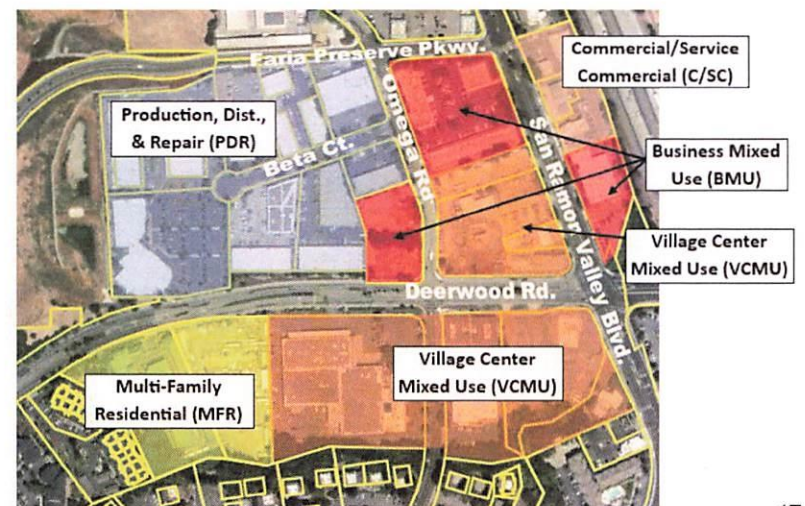 Faria Preserve Pkwy.
Commercial/Service
Commercial (C/SC)
Production, Dist.,
& Repair (PDR)
Omega Rd
San Ramon Valley Blvd.
Beta Ct.
Business Mixed
Use (BMU)
Village Center
Mixed Use (VCMU)
Deerwood Rd.
Village Center
Mixed Use (VCMU)
Multi-Family
Residential (MFR)